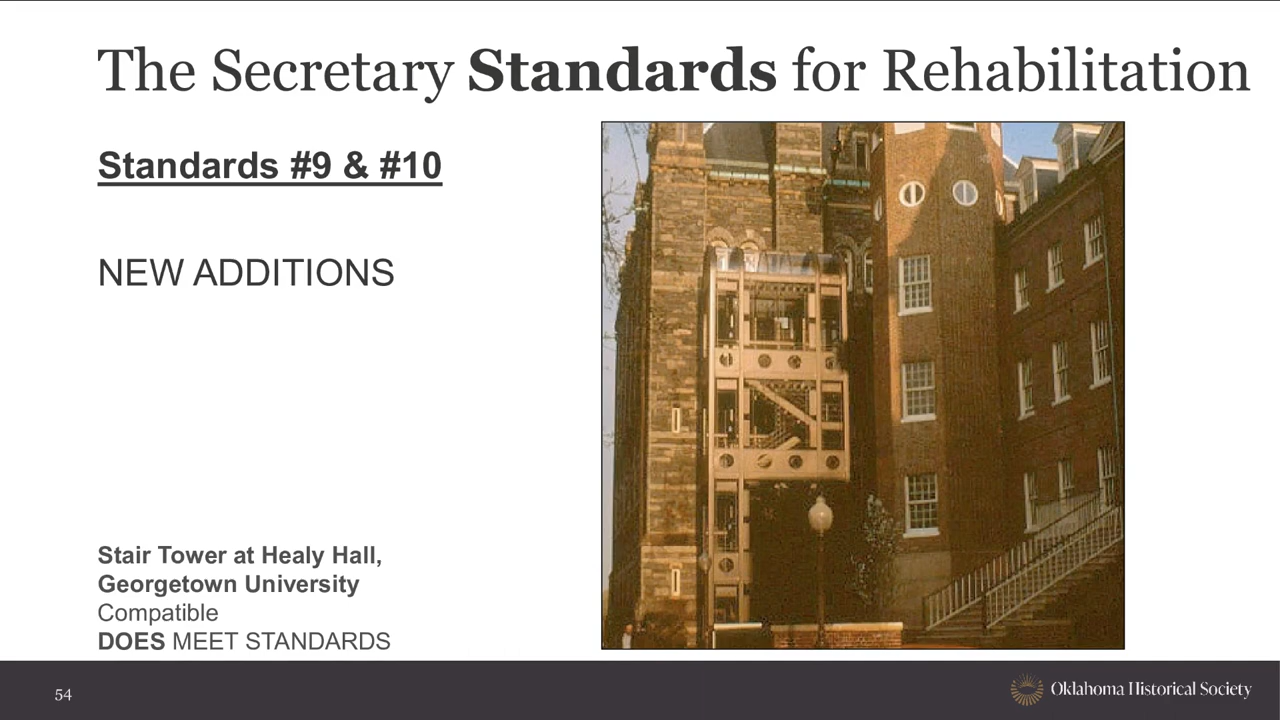 The Secretary Standards for Rehabilitation
Standards #9 & #10
NEW ADDITIONS
Stair Tower at Healy Hall,
Georgetown University
Compatible
DOES MEET STANDARDS
54
Oklahoma Historical Society